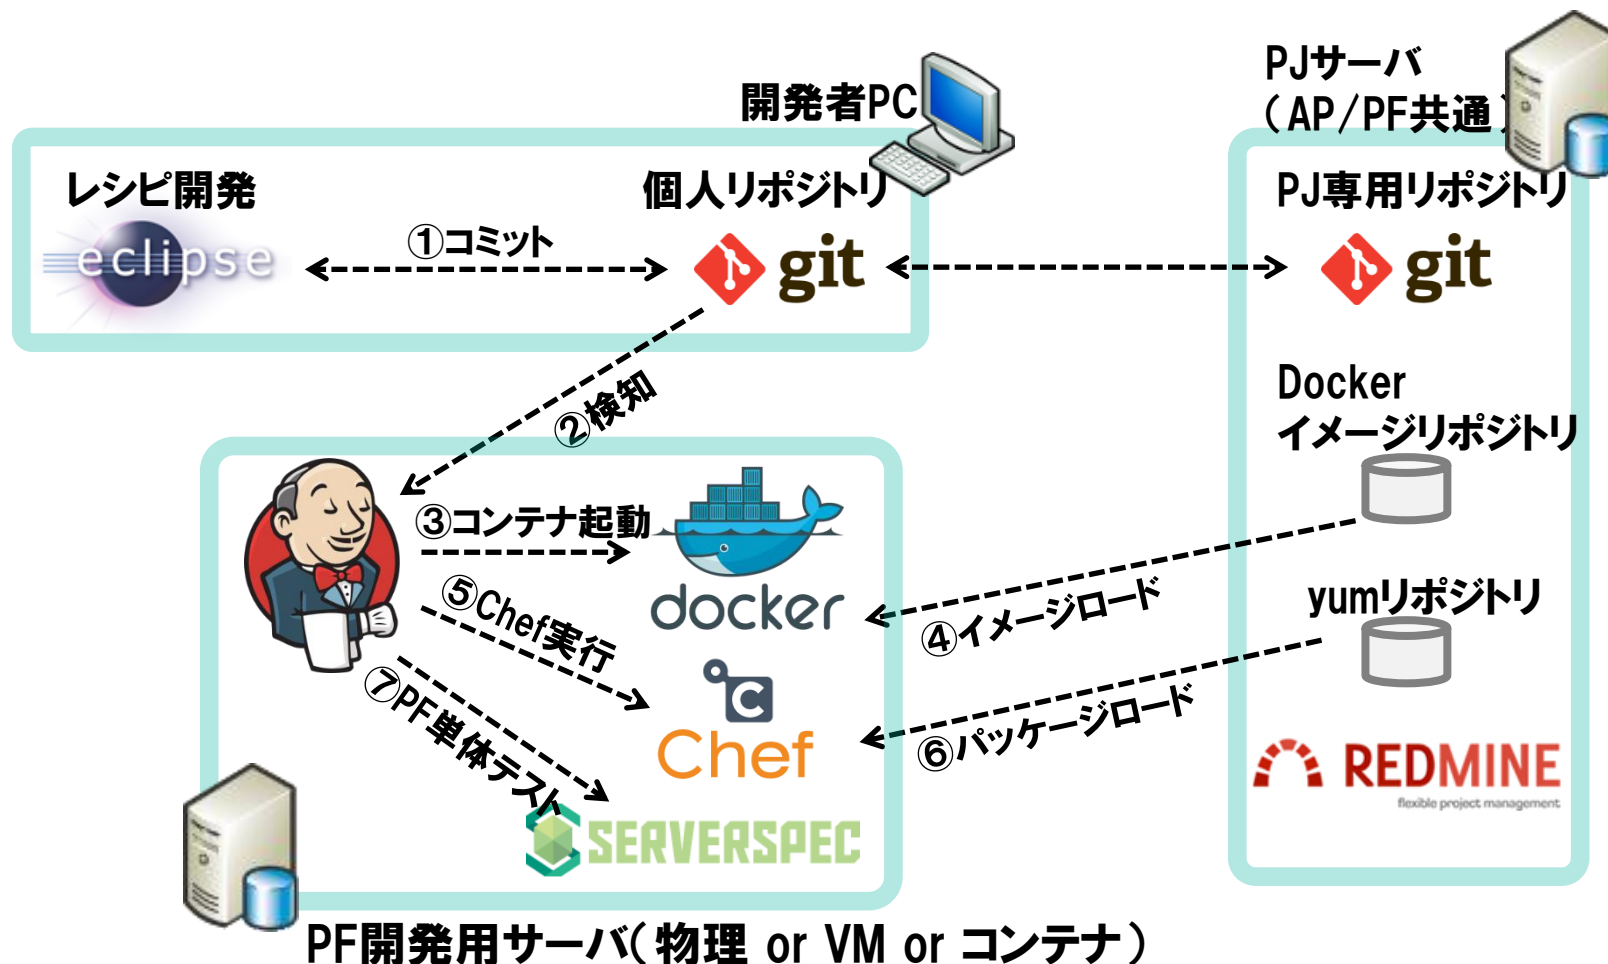 開発者PC
PJサーバ
(AP/PF共通)
レシピ開発
個人リポジトリ
PJ専用リポジトリ
eclipse
①コミット
git
git
②検知
Docker
イメージリポジトリ
③コンテナ起動
docker
④イメージロード
yumリポジトリ
⑤Chef実行
Chef
⑥パッケージロード
⑦PF単体テスト
SERVERSPEC
REDMINE
flexible project management
PF開発用サーバ(物理 or VM or コンテナ)